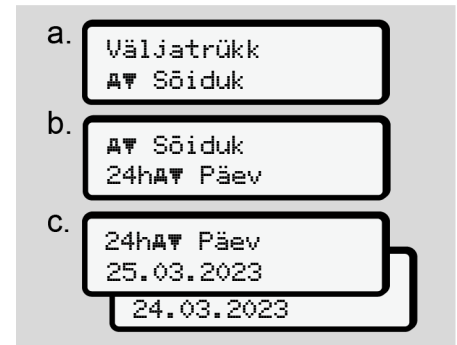 a.
Väljatrükk
Sõiduk
b.
Sõiduk
24h Päev
c.
24h Päev
25.03.2023
24.03.2023